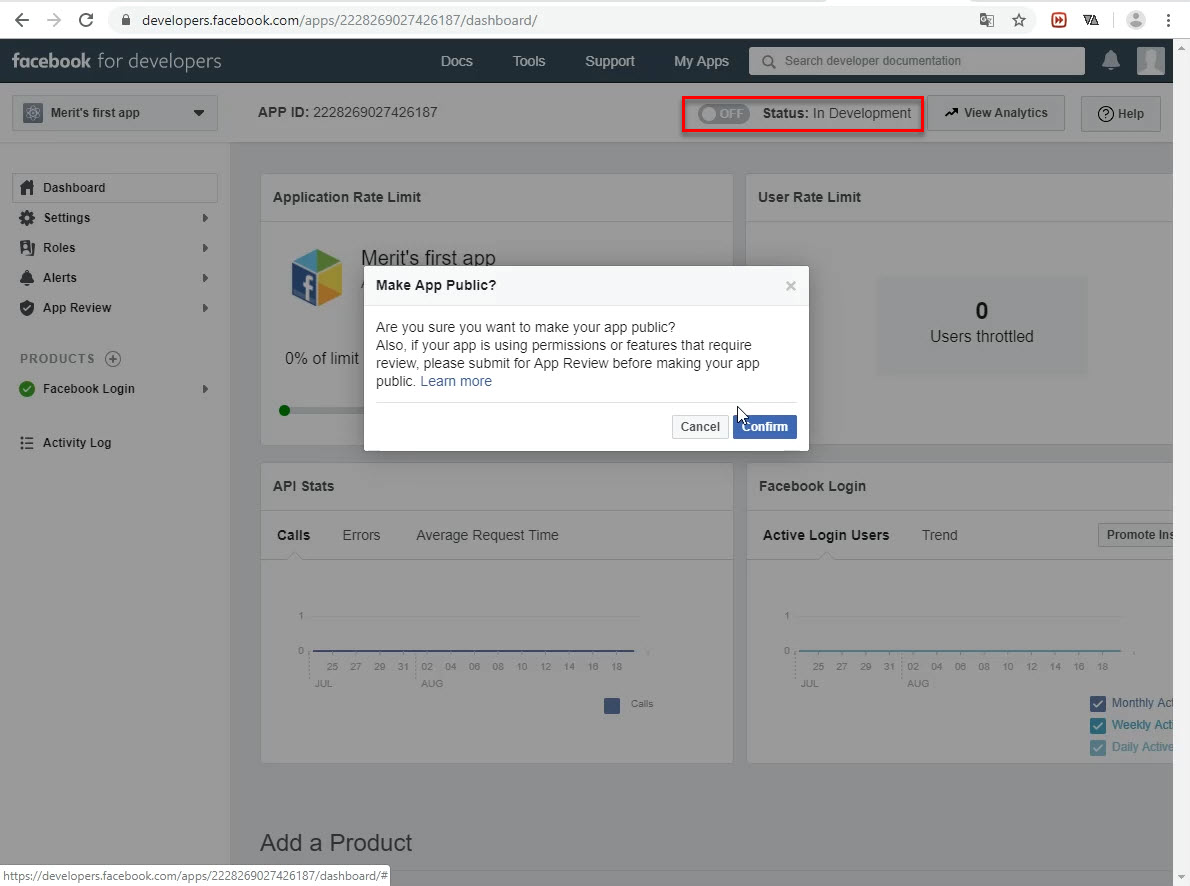 developers.facebook.com/apps/2228269027426187/dashboard/
facebook for developers
Docs
Tools
Support
My Apps
Search developer documentation
Merit's first app
APP ID: 2228269027426187
OFF
Status: In Development
View Analytics
Help
Dashboard
Settings
Roles
Alerts
App Review
PRODUCTS
Facebook Login
Activity Log
Application Rate Limit
Merit's first app
0% of limit
User Rate Limit
0
Users throttled
Make App Public?
Are you sure you want to make your app public?
Also, if your app is using permissions or features that require
review, please submit for App Review before making your app
public. Learn more
Cancel
Confirm
API Stats
Calls
Errors
Average Request Time
1
0
25 27 29 31 02 04 06 08 10 12 14 16 18
JUL AUG
Calls
Facebook Login
Active Login Users
Trend
Promote Ins
1
0
25 27 29 31 02 04 06 08 10 12 14 16 18
JUL AUG
Monthly Act
Weekly Acti
Daily Active
Add a Product
https://developers.facebook.com/apps/2228269027426187/dashboard/#